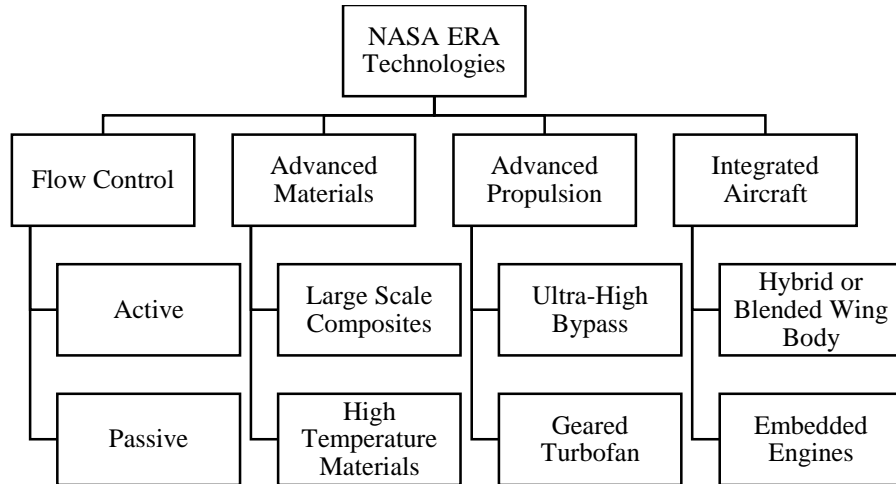 NASA ERA
Technologies
Flow Control
Advanced
Materials
Advanced
Propulsion
Integrated
Aircraft
Active
Large Scale
Composites
Ultra-High
Bypass
Hybrid or
Blended Wing
Body
Passive
High
Temperature
Materials
Geared
Turbofan
Embedded
Engines